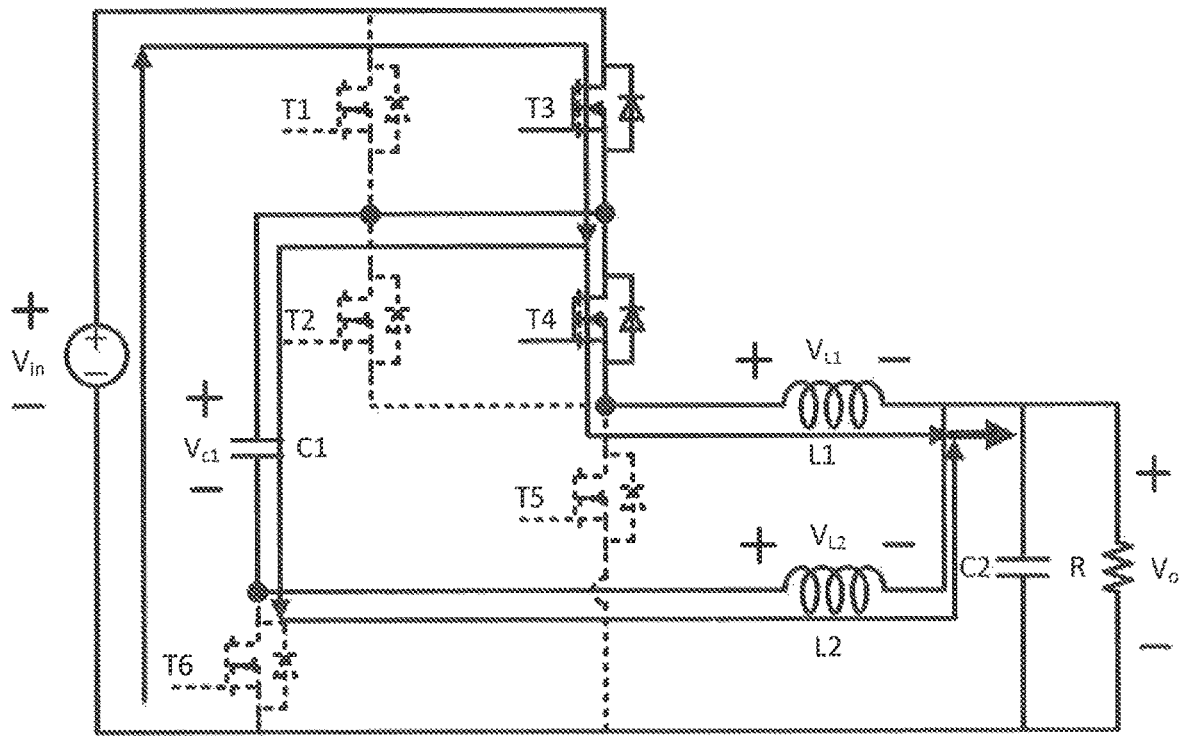 T1
T3
+
V_in
−
T2
T4
+
V_c1
−
C1
+ V_L1 −
L1
T5
+ V_L2 −
L2
C2
R
+
V_o
−
T6